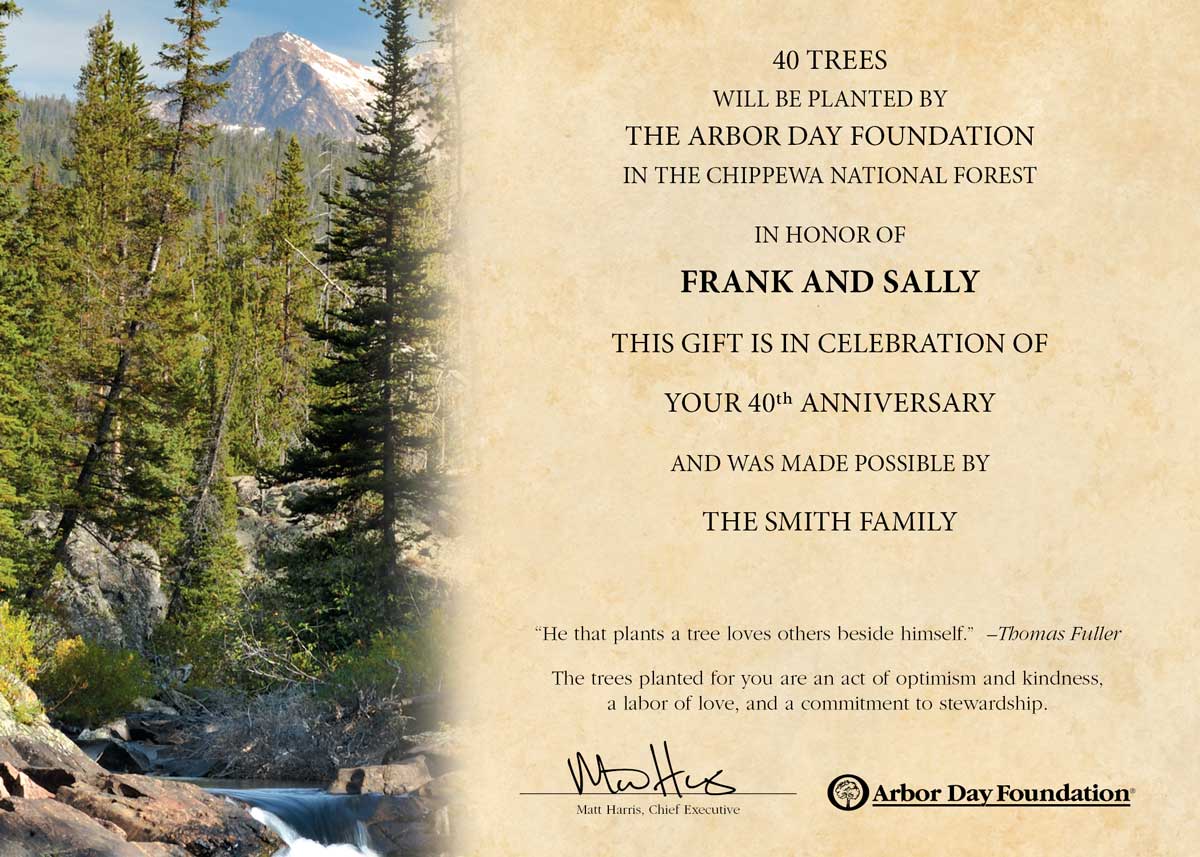 40 TREES
WILL BE PLANTED BY
THE ARBOR DAY FOUNDATION
IN THE CHIPPEWA NATIONAL FOREST
IN HONOR OF
FRANK AND SALLY
THIS GIFT IS IN CELEBRATION OF
YOUR 40th ANNIVERSARY
AND WAS MADE POSSIBLE BY
THE SMITH FAMILY
“He that plants a tree loves others beside himself.” –Thomas Fuller
The trees planted for you are an act of optimism and kindness,
a labor of love, and a commitment to stewardship.
Matt Harris, Chief Executive
Arbor Day Foundation®